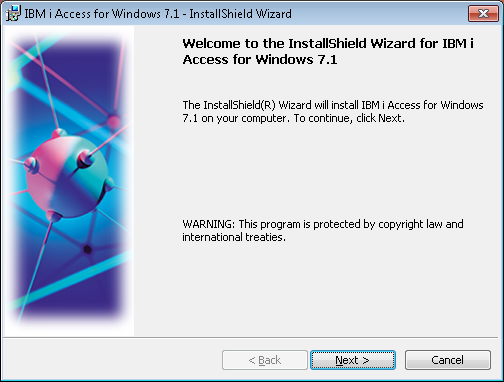 IBM i Access for Windows 7.1 - InstallShield Wizard
Welcome to the InstallShield Wizard for IBM i
Access for Windows 7.1
The InstallShield(R) Wizard will install IBM i Access for Windows
7.1 on your computer. To continue, click Next.
WARNING: This program is protected by copyright law and
international treaties.
< Back
Next >
Cancel